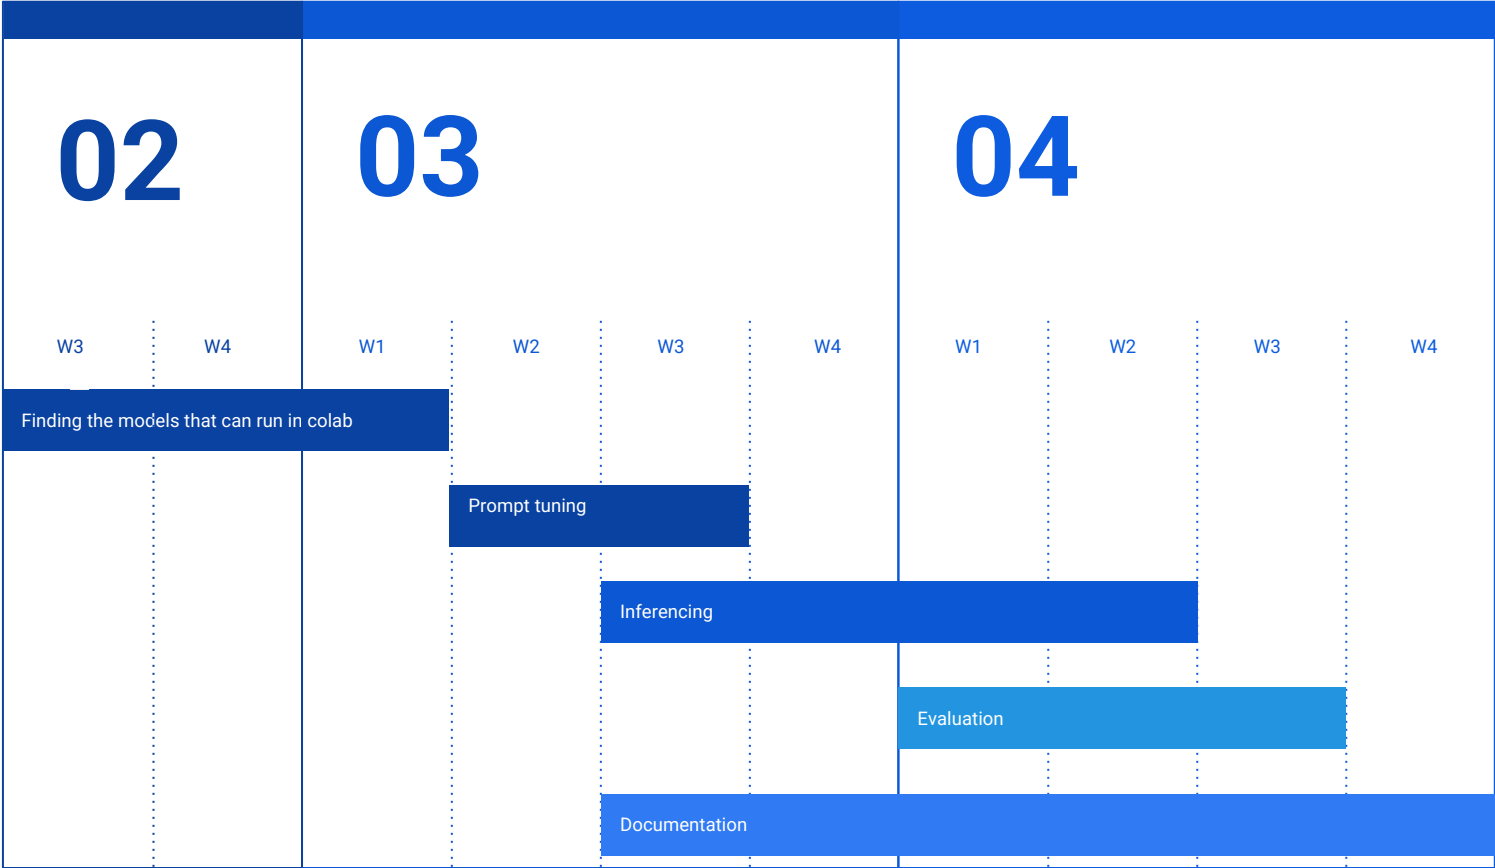 02
03
04
W3
W4
W1
W2
W3
W4
W1
W2
W3
W4
Finding the models that can run in colab
Prompt tuning
Inferencing
Evaluation
Documentation